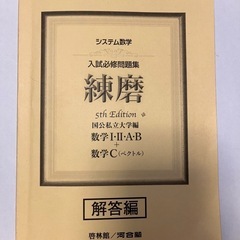 システム数学
入試必修問題集
練磨
5th Edition
国公私立大学編
数学Ⅰ・Ⅱ・A・B
+
数学C(ベクトル)
解答編
啓林館/河合塾